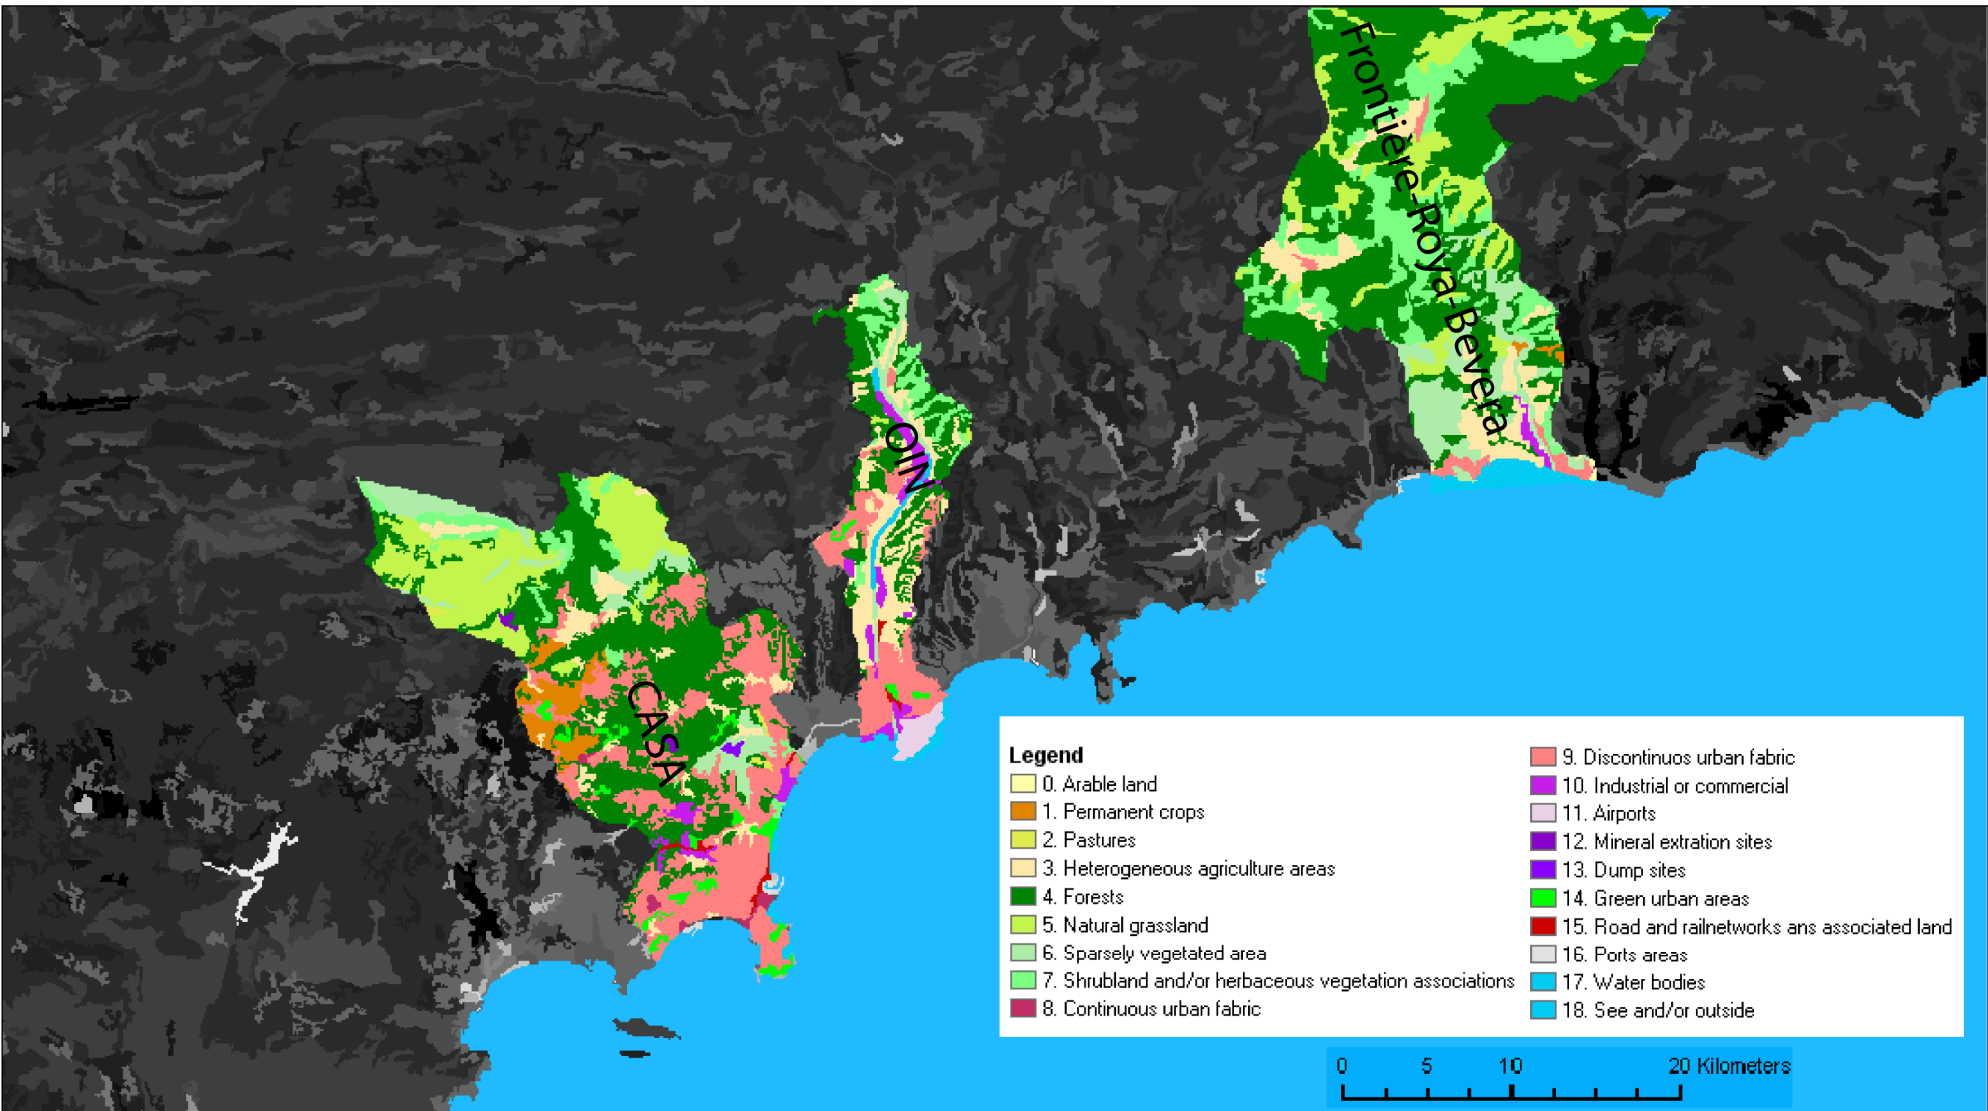 Frontière-Roya-Bevera
OIN
CASA
Legend
0. Arable land
1. Permanent crops
2. Pastures
3. Heterogeneous agriculture areas
4. Forests
5. Natural grassland
6. Sparsely vegetated area
7. Shrubland and/or herbaceous vegetation associations
8. Continuous urban fabric
9. Discontinuos urban fabric
10. Industrial or commercial
11. Airports
12. Mineral extration sites
13. Dump sites
14. Green urban areas
15. Road and railnetworks ans associated land
16. Ports areas
17. Water bodies
18. See and/or outside
0 5 10 20 Kilometers